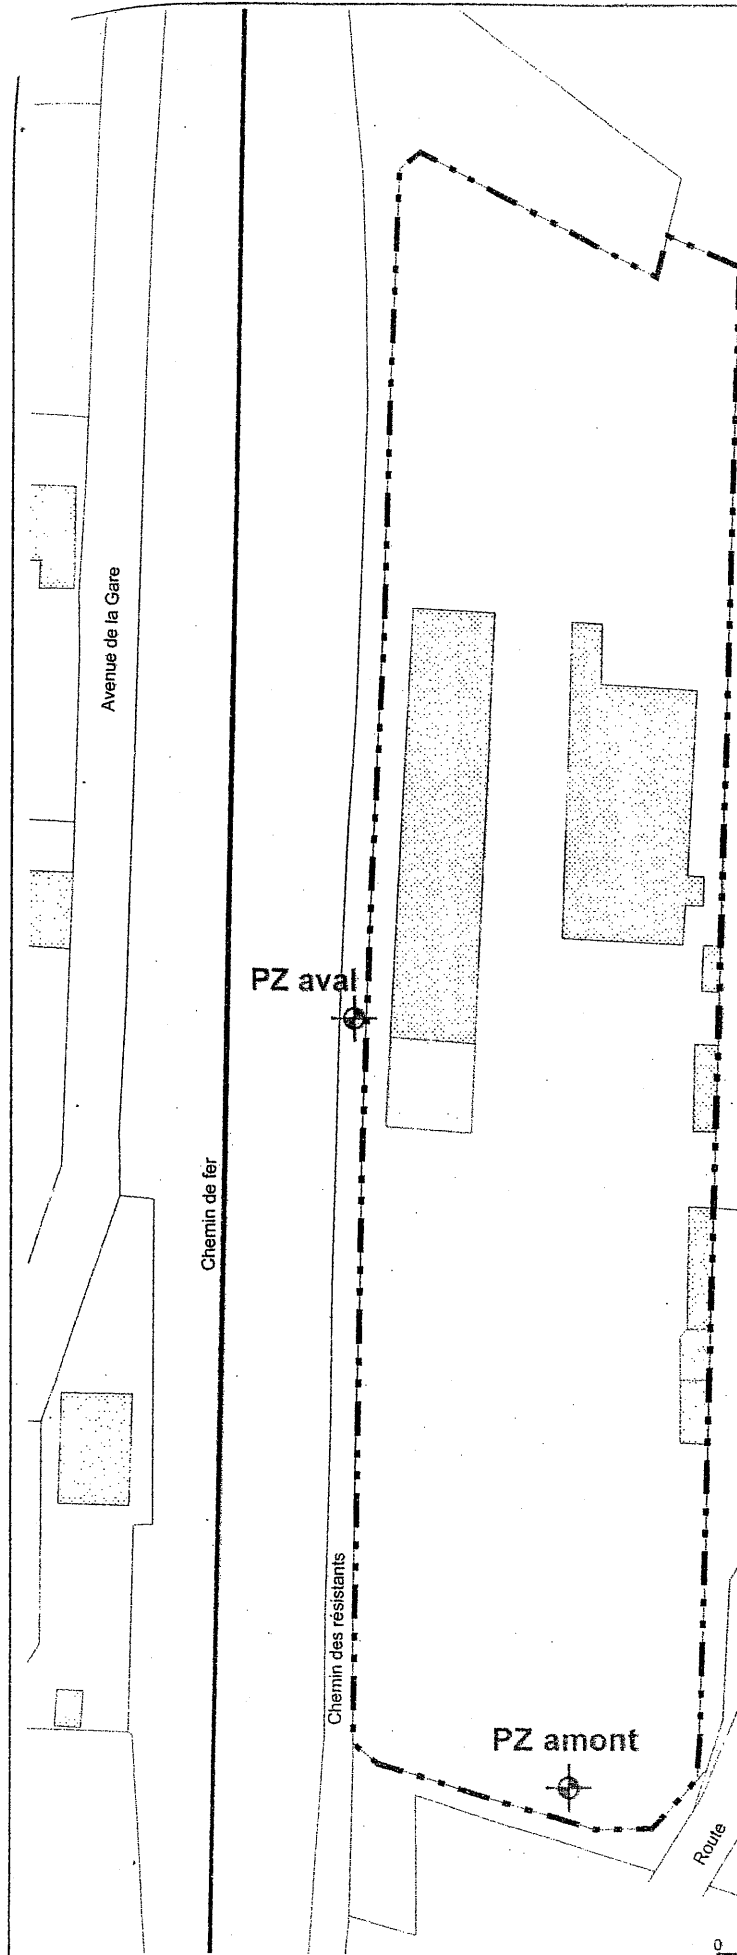 Avenue de la Gare
PZ aval
Chemin de fer
Chemin des résistants
PZ amont
Route
0